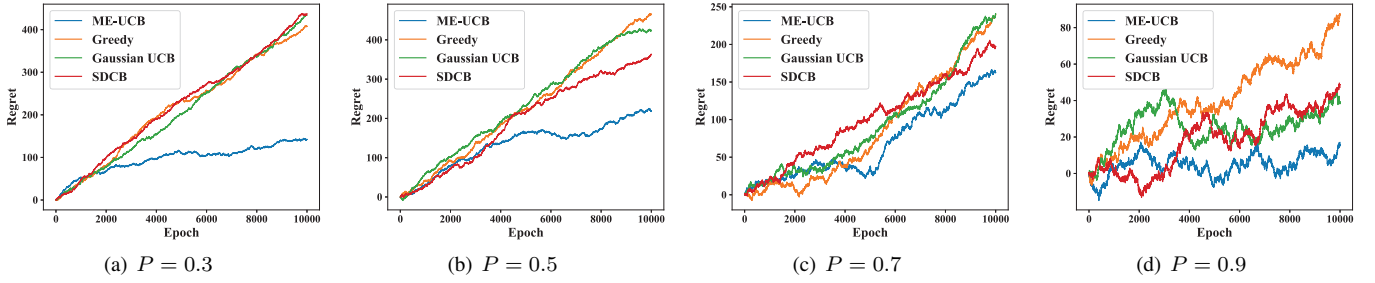 ME-UCB
Greedy
Gaussian UCB
SDCB
Regret
400
300
200
100
0
0 2000 4000 6000 8000 10000
Epoch
(a) P = 0.3
ME-UCB
Greedy
Gaussian UCB
SDCB
Regret
400
300
200
100
0
0 2000 4000 6000 8000 10000
Epoch
(b) P = 0.5
ME-UCB
Greedy
Gaussian UCB
SDCB
Regret
250
200
150
100
50
0
0 2000 4000 6000 8000 10000
Epoch
(c) P = 0.7
ME-UCB
Greedy
Gaussian UCB
SDCB
Regret
80
60
40
20
0
0 2000 4000 6000 8000 10000
Epoch
(d) P = 0.9